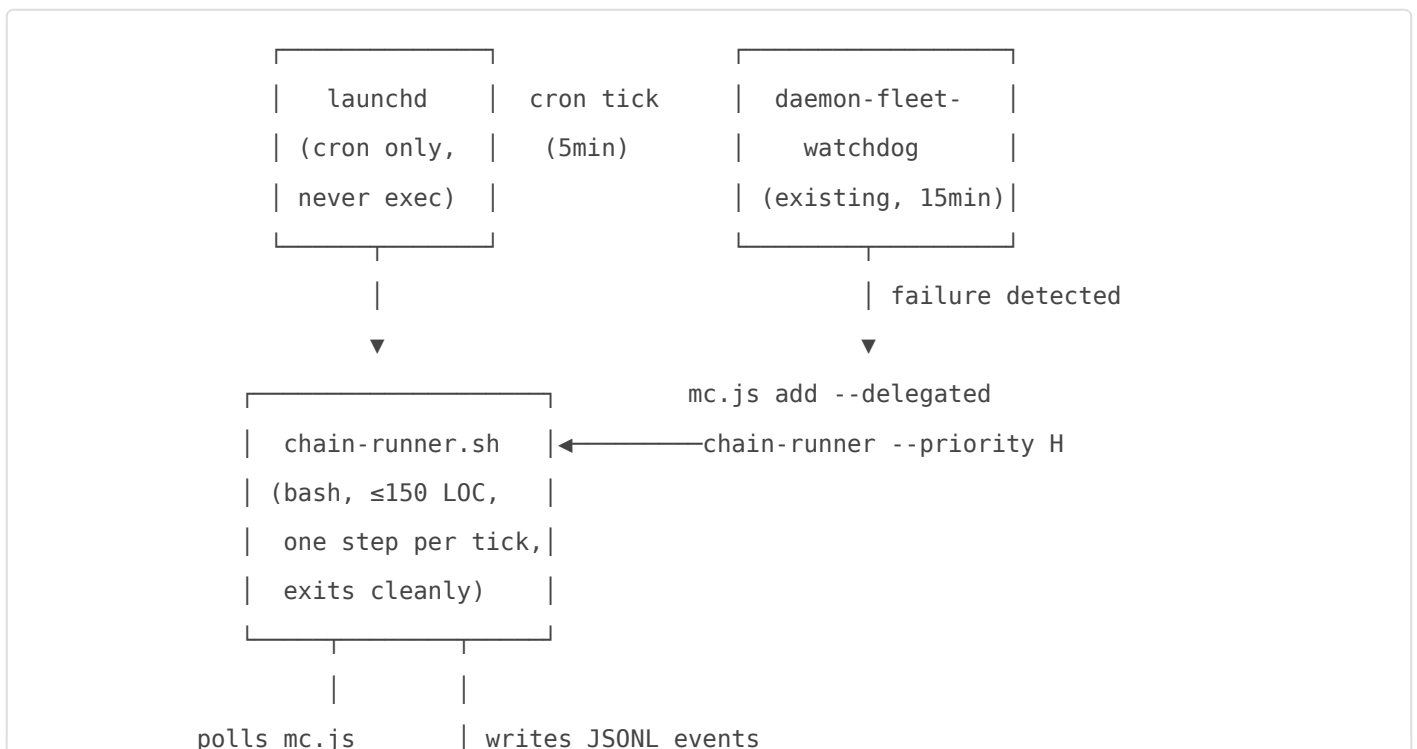 launchd cron tick daemon-fleet-
(cron only, (5min) watchdog
never exec) (existing, 15min)
failure detected
mc.js add --delegated
chain-runner.sh chain-runner --priority H
(bash, ≤150 LOC,
one step per tick,
exits cleanly)
polls mc.js writes JSONL events